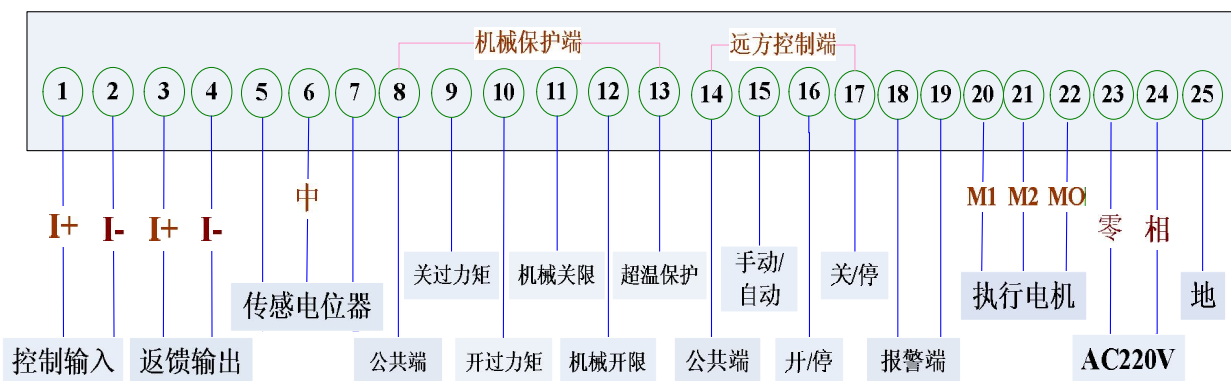 机械保护端
远方控制端
1 2 3 4 5 6 7 8 9 10 11 12 13 14 15 16 17 18 19 20 21 22 23 24 25
中
M1 M2 MO
I+ I- I+ I-
零 相
关过力矩
机械关限
超温保护
手动/
自动
关/停
传感电位器
执行电机
地
控制输入
返馈输出
公共端
开过力矩
机械开限
公共端
开/停
报警端
AC220V